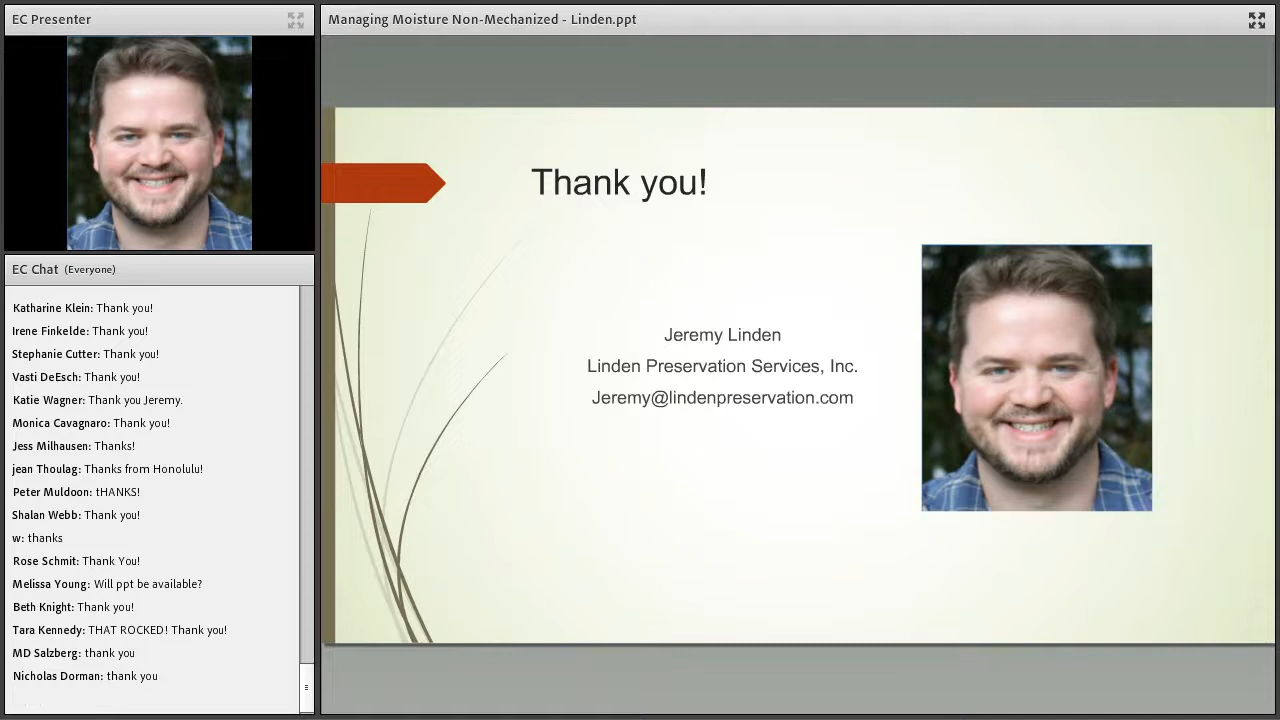 EC Presenter
Managing Moisture Non-Mechanized - Linden.ppt
EC Chat (Everyone)
Katharine Klein: Thank you!
Irene Finkelde: Thank you!
Stephanie Cutter: Thank you!
Vasti DeEsch: Thank you!
Katie Wagner: Thank you Jeremy.
Monica Cavagnaro: Thank you!
Jess Milhausen: Thanks!
jean Thoulag: Thanks from Honolulu!
Peter Muldoon: tHANKS!
Shalan Webb: Thank you!
w: thanks
Rose Schmit: Thank You!
Melissa Young: Will ppt be available?
Beth Knight: Thank you!
Tara Kennedy: THAT ROCKED! Thank you!
MD Salzberg: thank you
Nicholas Dorman: thank you
Thank you!
Jeremy Linden
Linden Preservation Services, Inc.
Jeremy@lindenpreservation.com